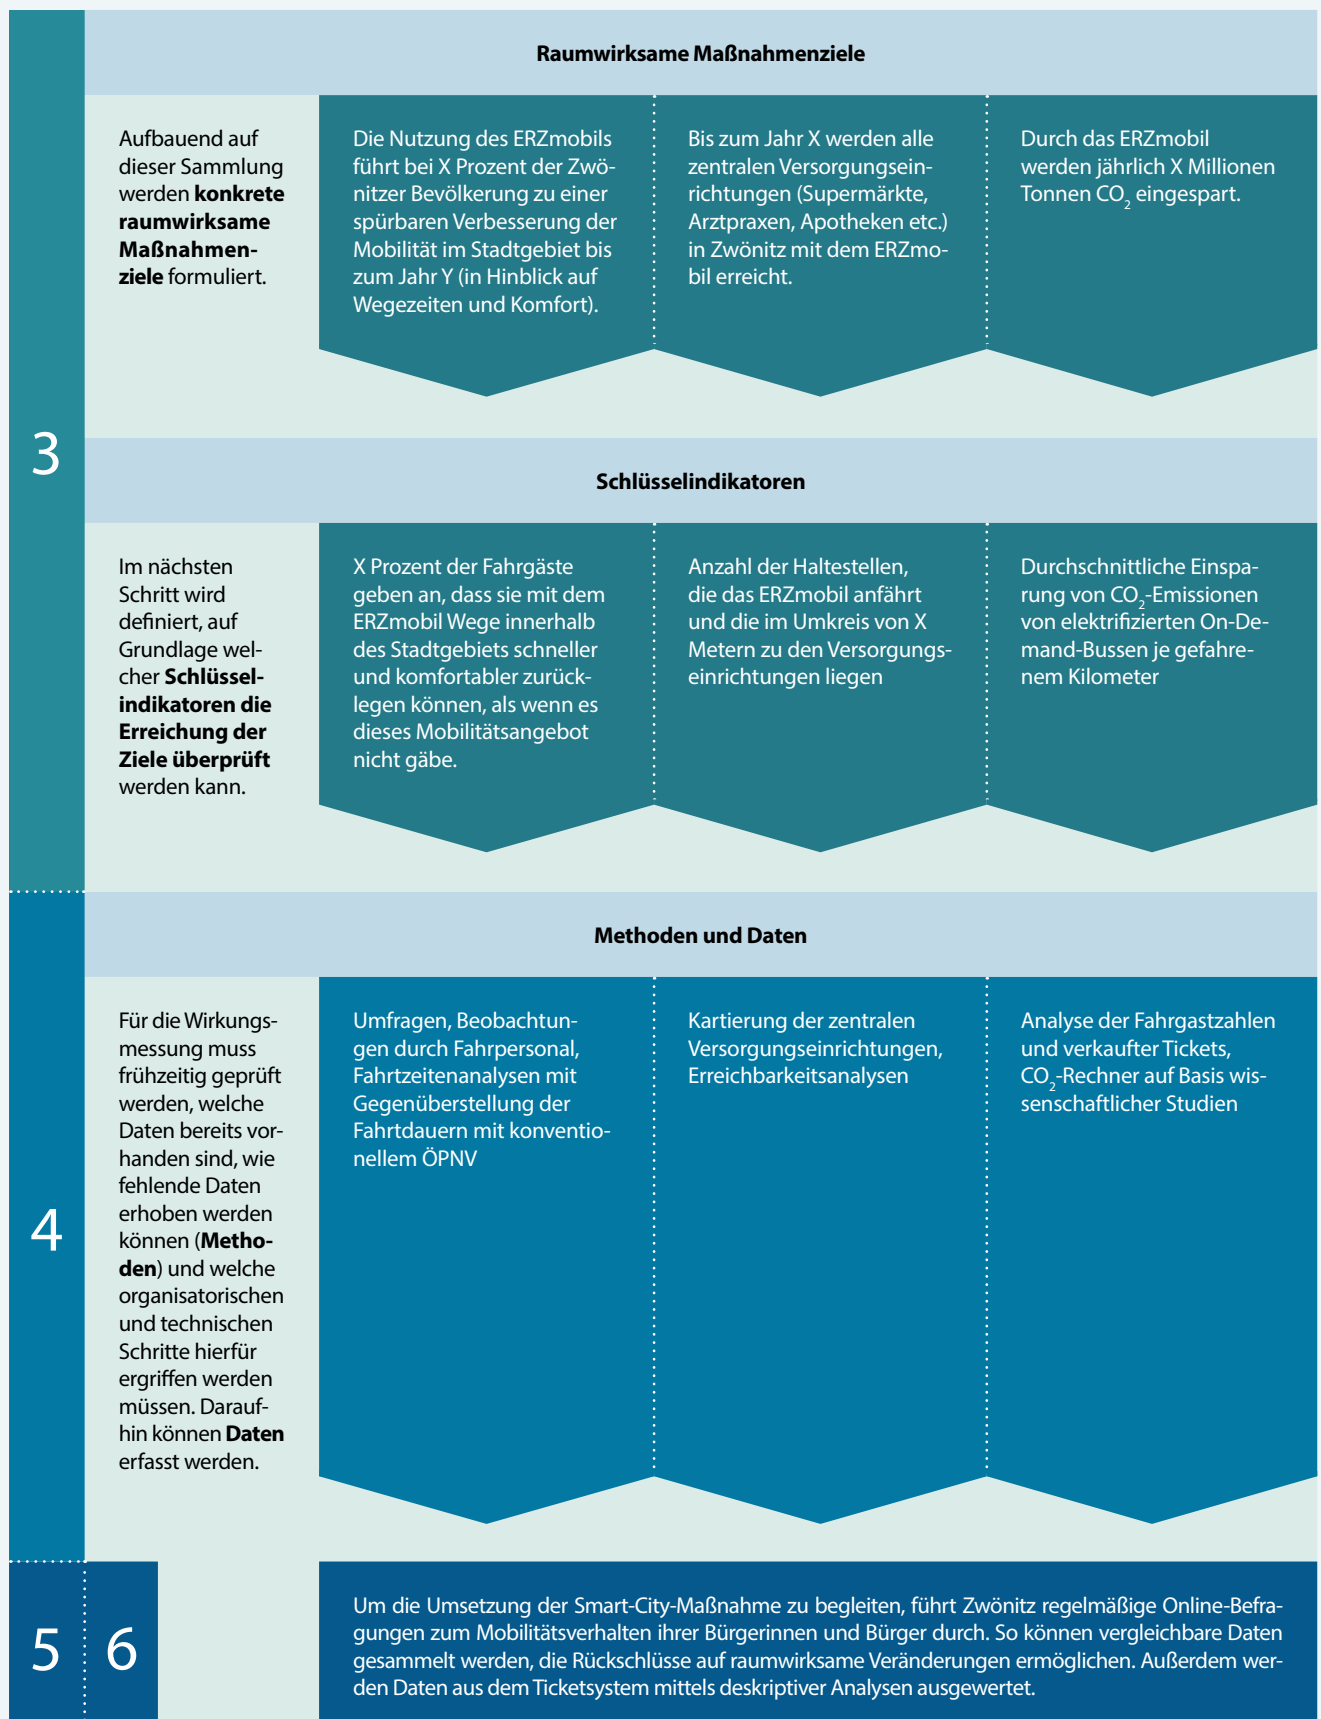 Raumwirksame Maßnahmenziele
3
Aufbauend auf
dieser Sammlung
werden konkrete
raumwirksame
Maßnahmen-
ziele formuliert.
Die Nutzung des ERZmobils
führt bei X Prozent der Zwö-
nitzer Bevölkerung zu einer
spürbaren Verbesserung der
Mobilität im Stadtgebiet bis
zum Jahr Y (in Hinblick auf
Wegezeiten und Komfort).
Bis zum Jahr X werden alle
zentralen Versorgungsein-
richtungen (Supermärkte,
Arztpraxen, Apotheken etc.)
in Zwönitz mit dem ERZmo-
bil erreicht.
Durch das ERZmobil
werden jährlich X Millionen
Tonnen CO₂ eingespart.
Schlüsselindikatoren
Im nächsten
Schritt wird
definiert, auf
Grundlage wel-
cher Schlüssel-
indikatoren die
Erreichung der
Ziele überprüft
werden kann.
X Prozent der Fahrgäste
geben an, dass sie mit dem
ERZmobil Wege innerhalb
des Stadtgebiets schneller
und komfortabler zurück-
legen können, als wenn es
dieses Mobilitätsangebot
nicht gäbe.
Anzahl der Haltestellen,
die das ERZmobil anfährt
und die im Umkreis von X
Metern zu den Versorgungs-
einrichtungen liegen
Durchschnittliche Einspa-
rung von CO₂-Emissionen
von elektrifizierten On-De-
mand-Bussen je gefahre-
nem Kilometer
Methoden und Daten
4
Für die Wirkungs-
messung muss
frühzeitig geprüft
werden, welche
Daten bereits vor-
handen sind, wie
fehlende Daten
erhoben werden
können (Metho-
den) und welche
organisatorischen
und technischen
Schritte hierfür
ergriffen werden
müssen. Darauf-
hin können Daten
erfasst werden.
Umfragen, Beobachtun-
gen durch Fahrpersonal,
Fahrtzeitenanalysen mit
Gegenüberstellung der
Fahrtdauern mit konventio-
nellem ÖPNV
Kartierung der zentralen
Versorgungseinrichtungen,
Erreichbarkeitsanalysen
Analyse der Fahrgastzahlen
und verkaufter Tickets,
CO₂-Rechner auf Basis wis-
senschaftlicher Studien
5 6
Um die Umsetzung der Smart-City-Maßnahme zu begleiten, führt Zwönitz regelmäßige Online-Befra-
gungen zum Mobilitätsverhalten ihrer Bürgerinnen und Bürger durch. So können vergleichbare Daten
gesammelt werden, die Rückschlüsse auf raumwirksame Veränderungen ermöglichen. Außerdem wer-
den Daten aus dem Ticketsystem mittels deskriptiver Analysen ausgewertet.